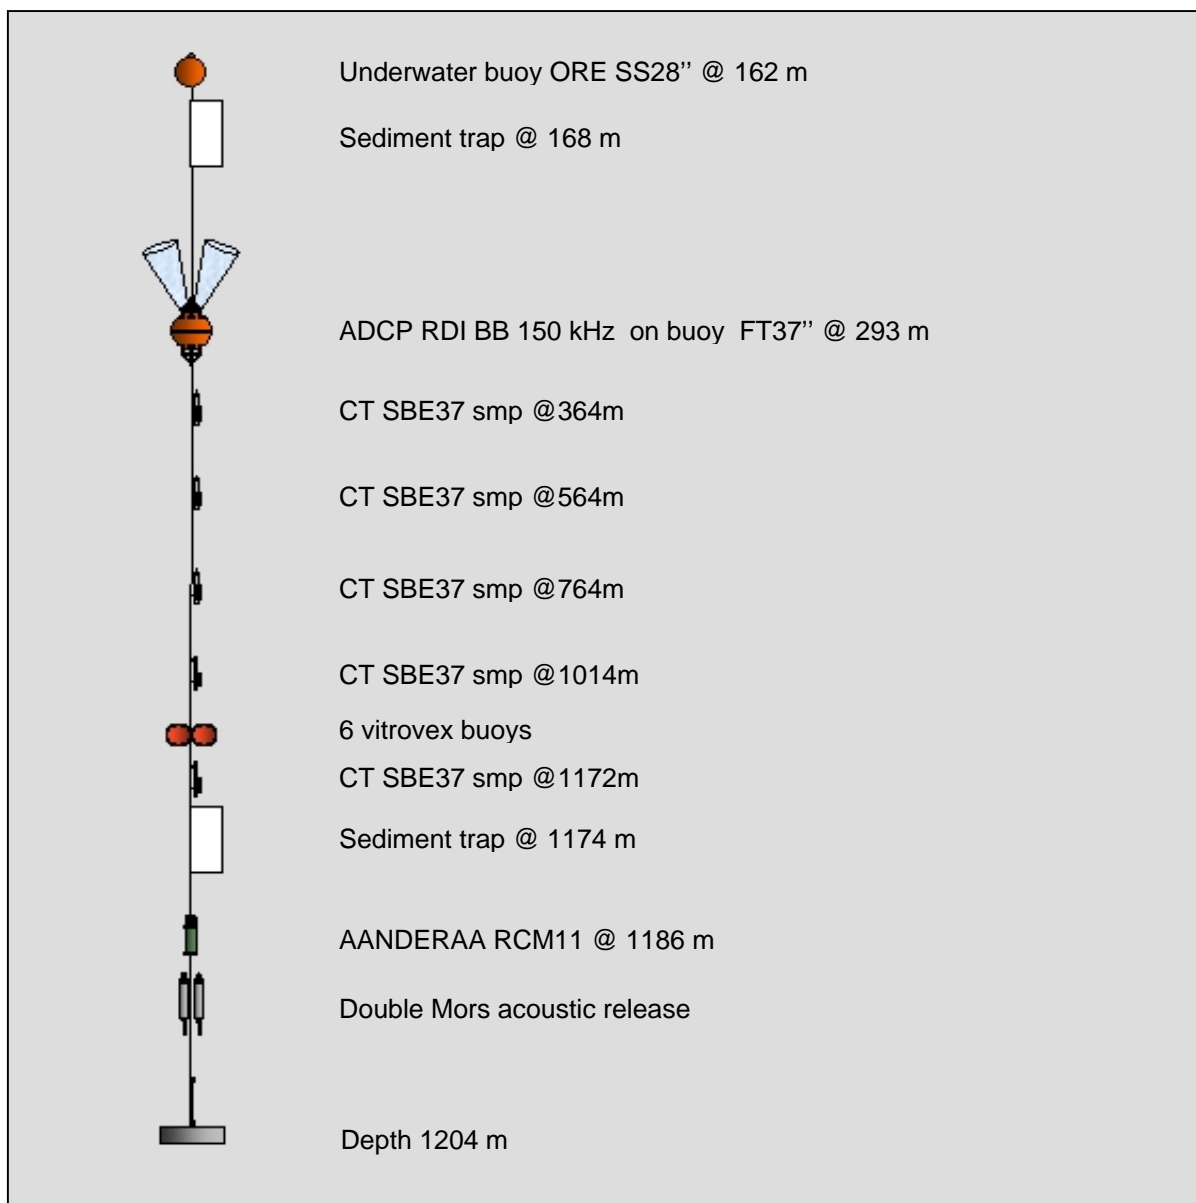 Underwater buoy ORE SS28’’ @ 162 m
Sediment trap @ 168 m
ADCP RDI BB 150 kHz on buoy FT37’’ @ 293 m
CT SBE37 smp @364m
CT SBE37 smp @564m
CT SBE37 smp @764m
CT SBE37 smp @1014m
6 vitrovex buoys
CT SBE37 smp @1172m
Sediment trap @ 1174 m
AANDERAA RCM11 @ 1186 m
Double Mors acoustic release
Depth 1204 m